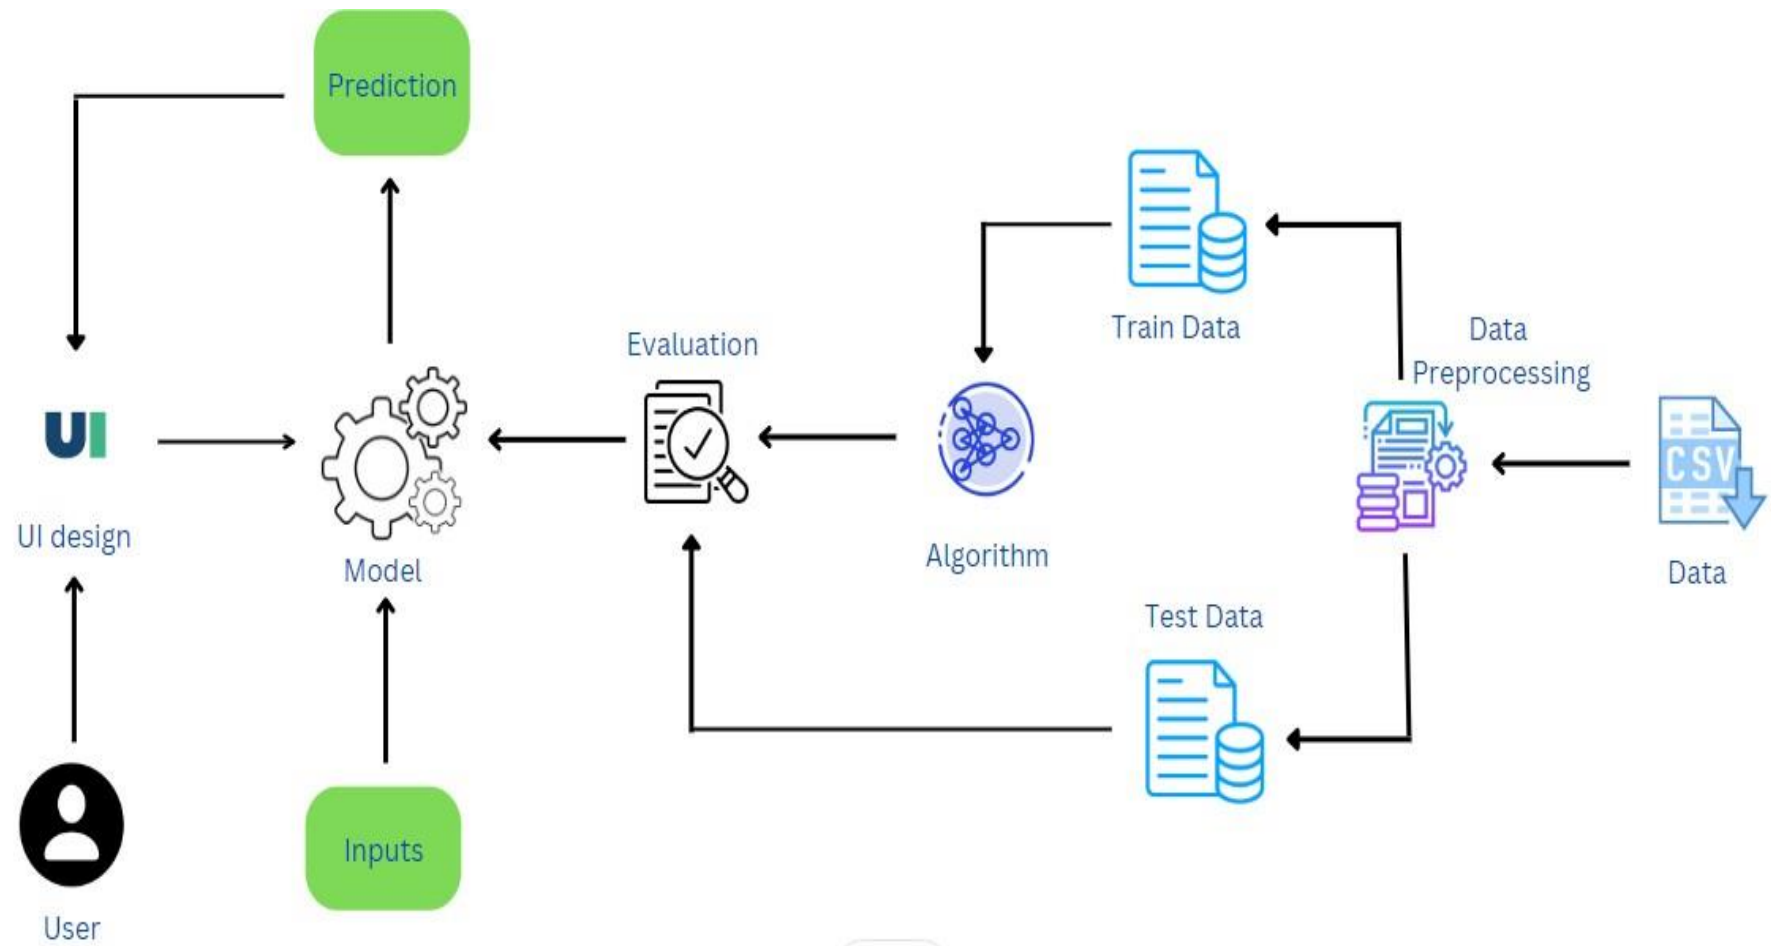 Prediction
Train Data
Data
Preprocessing
Evaluation
UI
CSV
UI design
Model
Algorithm
Data
Test Data
Inputs
User